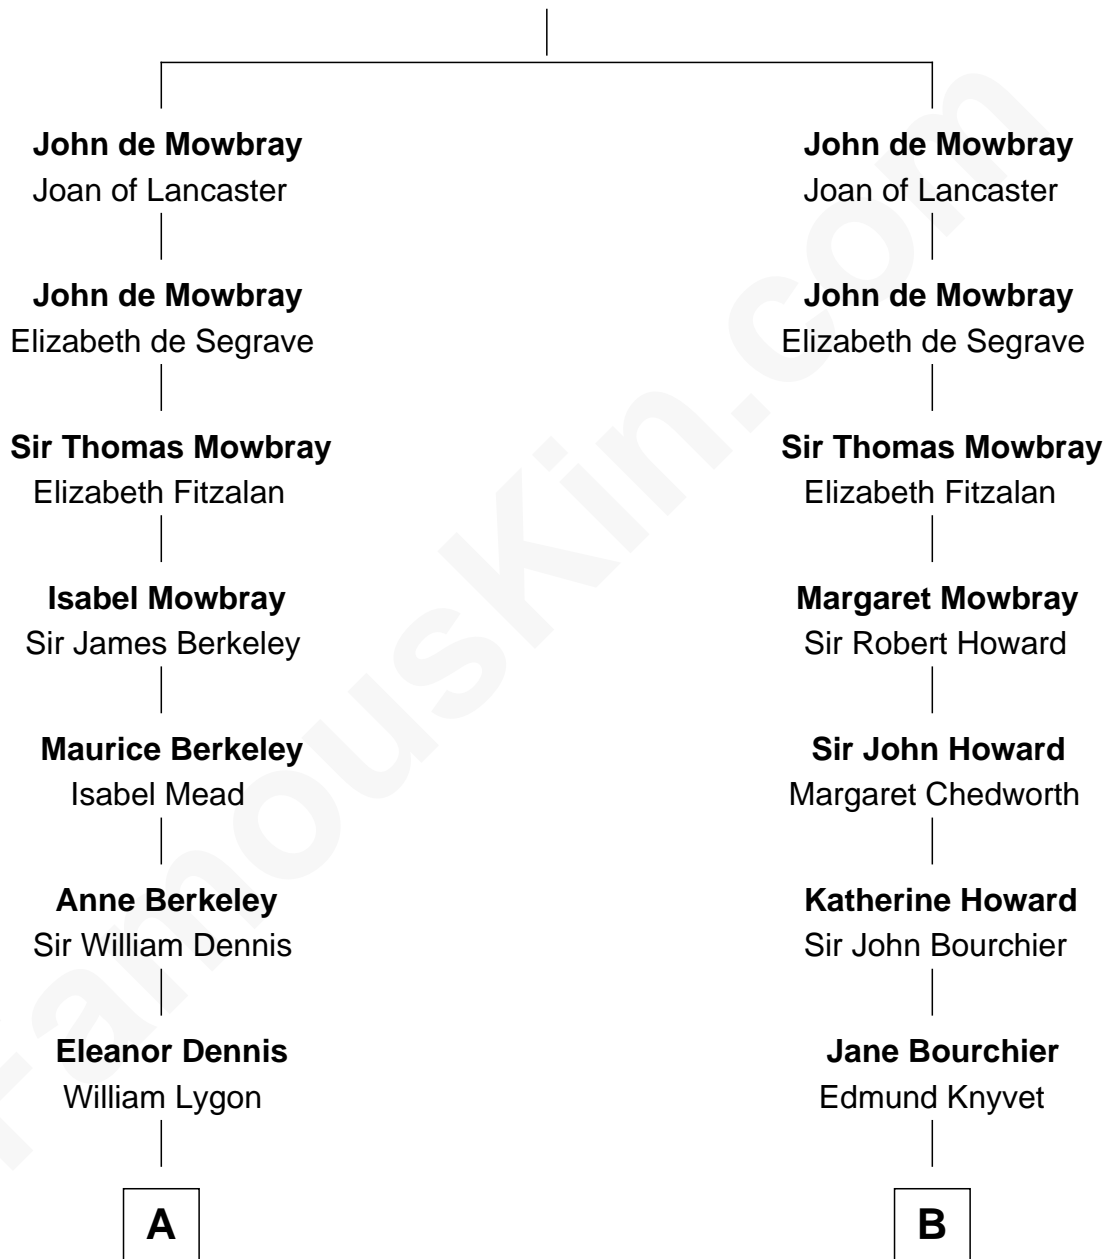 John de Mowbray
Joan of Lancaster
John de Mowbray
Elizabeth de Segrave
Sir Thomas Mowbray
Elizabeth Fitzalan
Isabel Mowbray
Sir James Berkeley
Maurice Berkeley
Isabel Mead
Anne Berkeley
Sir William Dennis
Eleanor Dennis
William Lygon
A
John de Mowbray
Joan of Lancaster
John de Mowbray
Elizabeth de Segrave
Sir Thomas Mowbray
Elizabeth Fitzalan
Margaret Mowbray
Sir Robert Howard
Sir John Howard
Margaret Chedworth
Katherine Howard
Sir John Bourchier
Jane Bourchier
Edmund Knyvet
B
FamousKin.com